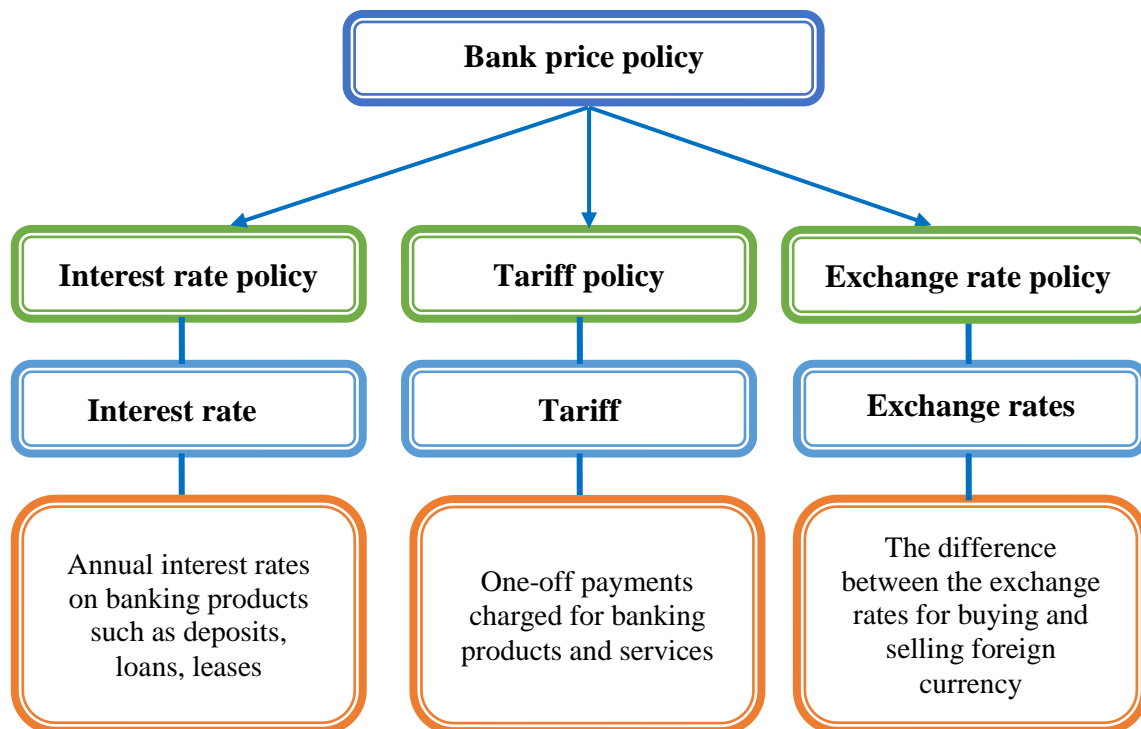 Bank price policy
Interest rate policy
Tariff policy
Exchange rate policy
Interest rate
Tariff
Exchange rates
Annual interest rates
on banking products
such as deposits,
loans, leases
One-off payments
charged for banking
products and services
The difference
between the exchange
rates for buying and
selling foreign
currency